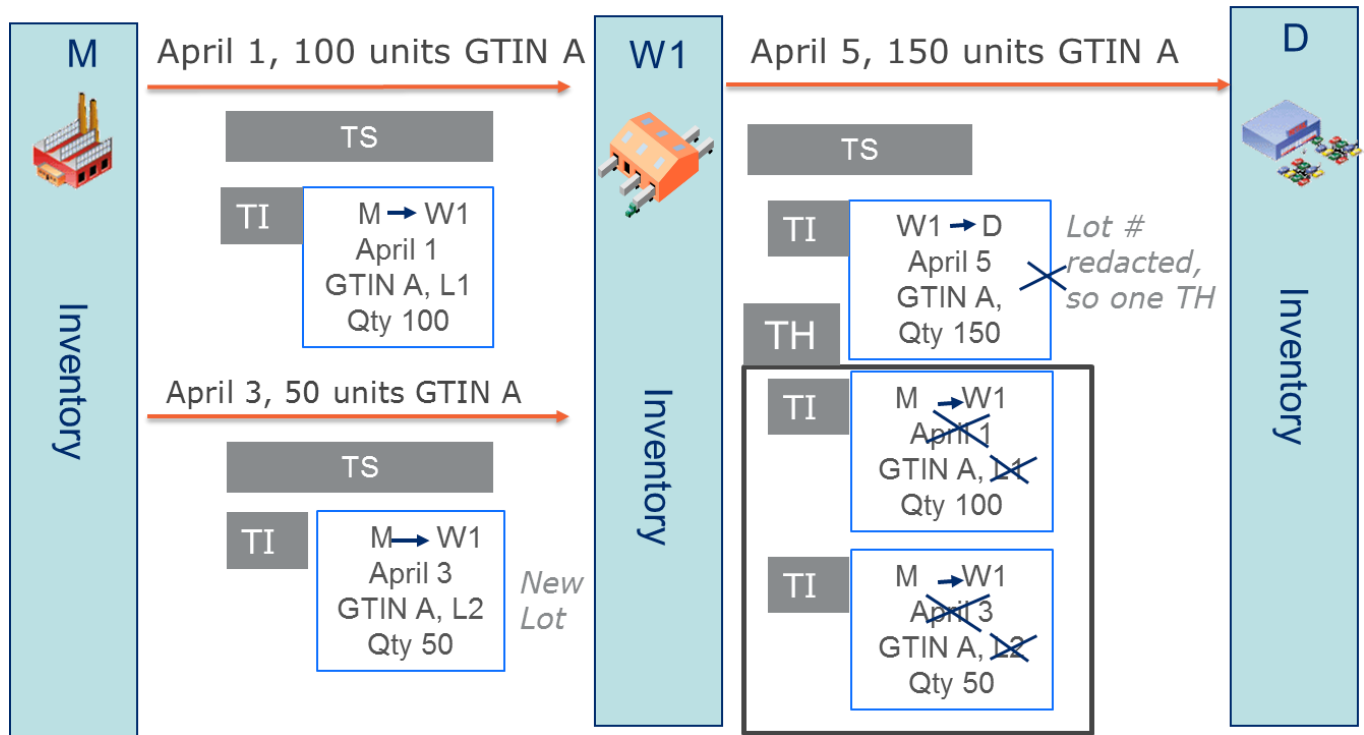 M
Inventory
April 1, 100 units GTIN A
TS
TI
M W1
April 1
GTIN A, L1
Qty 100
April 3, 50 units GTIN A
TS
TI
M W1
April 3
GTIN A, L2
Qty 50
New
Lot
W1
Inventory
April 5, 150 units GTIN A
TS
TI
W1 D
April 5
GTIN A,
Qty 150
Lot #
redacted,
so one TH
TH
TI
M W1
April 1
GTIN A, L1
Qty 100
TI
M W1
April 3
GTIN A, L2
Qty 50
D
Inventory